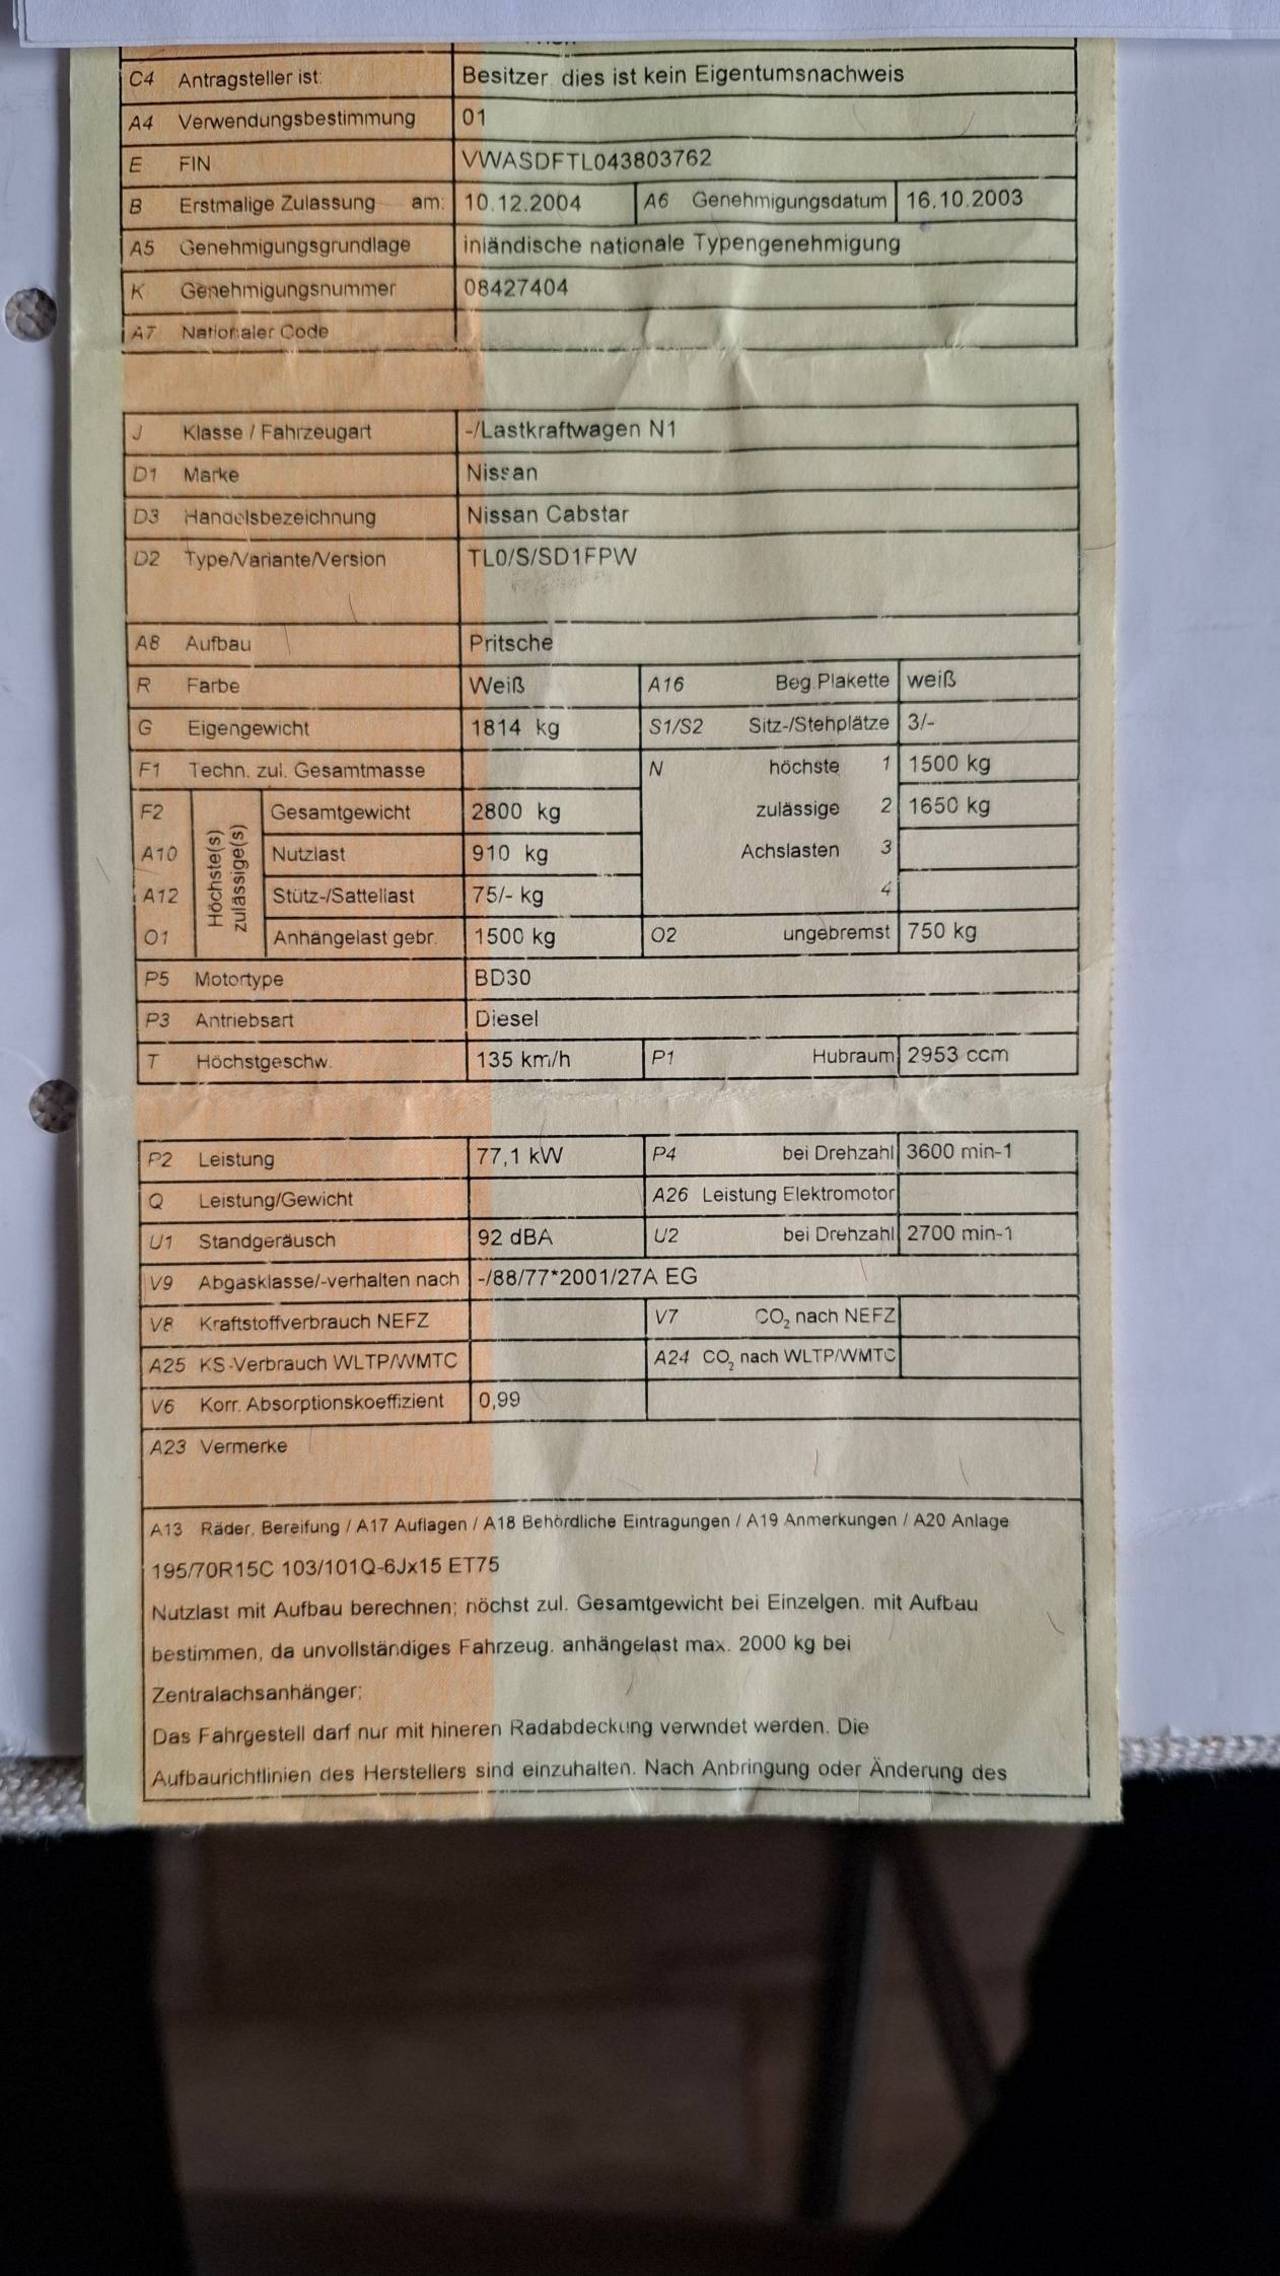 C4 Antragsteller ist: Besitzer, dies ist kein Eigentumsnachweis
A4 Verwendungsbestimmung 01
E FIN VWASDFTL043803762
B Erstmalige Zulassung am: 10.12.2004 A6 Genehmigungsdatum 16.10.2003
A5 Genehmigungsgrundlage inländische nationale Typengenehmigung
K Genehmigungsnummer 08427404
A7 Nationaler Code
J Klasse / Fahrzeugart -/Lastkraftwagen N1
D1 Marke Nissan
D3 Handelsbezeichnung Nissan Cabstar
D2 Type/Variante/Version TL0/S/SD1FPW
A8 Aufbau Pritsche
R Farbe Weiß A16 Beg.Plakette weiß
G Eigengewicht 1814 kg S1/S2 Sitz-/Stehplätze 3/-
F1 Techn. zul. Gesamtmasse N höchste 1 1500 kg
F2 Höchste(s) zulässige(s) Gesamtgewicht 2800 kg zulässige 2 1650 kg
A10 Nutzlast 910 kg Achslasten 3
A12 Stütz-/Sattellast 75/- kg 4
O1 Anhängelast gebr. 1500 kg O2 ungebremst 750 kg
P5 Motortype BD30
P3 Antriebsart Diesel
T Höchstgeschw. 135 km/h P1 Hubraum 2953 ccm
P2 Leistung 77,1 kW P4 bei Drehzahl 3600 min-1
Q Leistung/Gewicht A26 Leistung Elektromotor
U1 Standgeräusch 92 dBA U2 bei Drehzahl 2700 min-1
V9 Abgasklasse/-verhalten nach -/88/77*2001/27A EG
V8 Kraftstoffverbrauch NEFZ V7 CO₂ nach NEFZ
A25 KS-Verbrauch WLTP/WMTC A24 CO₂ nach WLTP/WMTC
V6 Korr. Absorptionskoeffizient 0,99
A23 Vermerke
A13 Räder, Bereifung / A17 Auflagen / A18 Behördliche Eintragungen / A19 Anmerkungen / A20 Anlage
195/70R15C 103/101Q-6Jx15 ET75
Nutzlast mit Aufbau berechnen; höchst zul. Gesamtgewicht bei Einzelgen. mit Aufbau
bestimmen, da unvollständiges Fahrzeug. anhängelast max. 2000 kg bei
Zentralachsanhänger;
Das Fahrgestell darf nur mit hineren Radabdeckung verwndet werden. Die
Aufbaurichtlinien des Herstellers sind einzuhalten. Nach Anbringung oder Änderung des